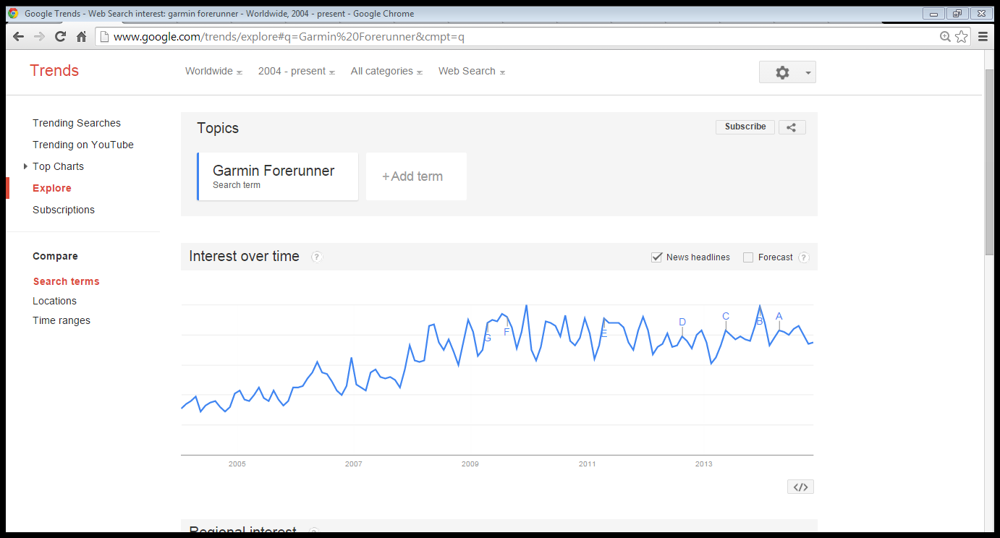 Google Trends - Web Search interest: garmin forerunner - Worldwide, 2004 - present - Google Chrome
www.google.com/trends/explore#q=Garmin%20Forerunner&cmpt=q
Trends
Worldwide 2004 - present All categories Web Search
Trending Searches
Trending on YouTube
Top Charts
Explore
Subscriptions
Compare
Search terms
Locations
Time ranges
Topics
Subscribe
Garmin Forerunner
Search term
+Add term
Interest over time ?
News headlines Forecast ?
G F E D C B A
2005 2007 2009 2011 2013
</>
Regional interest ?